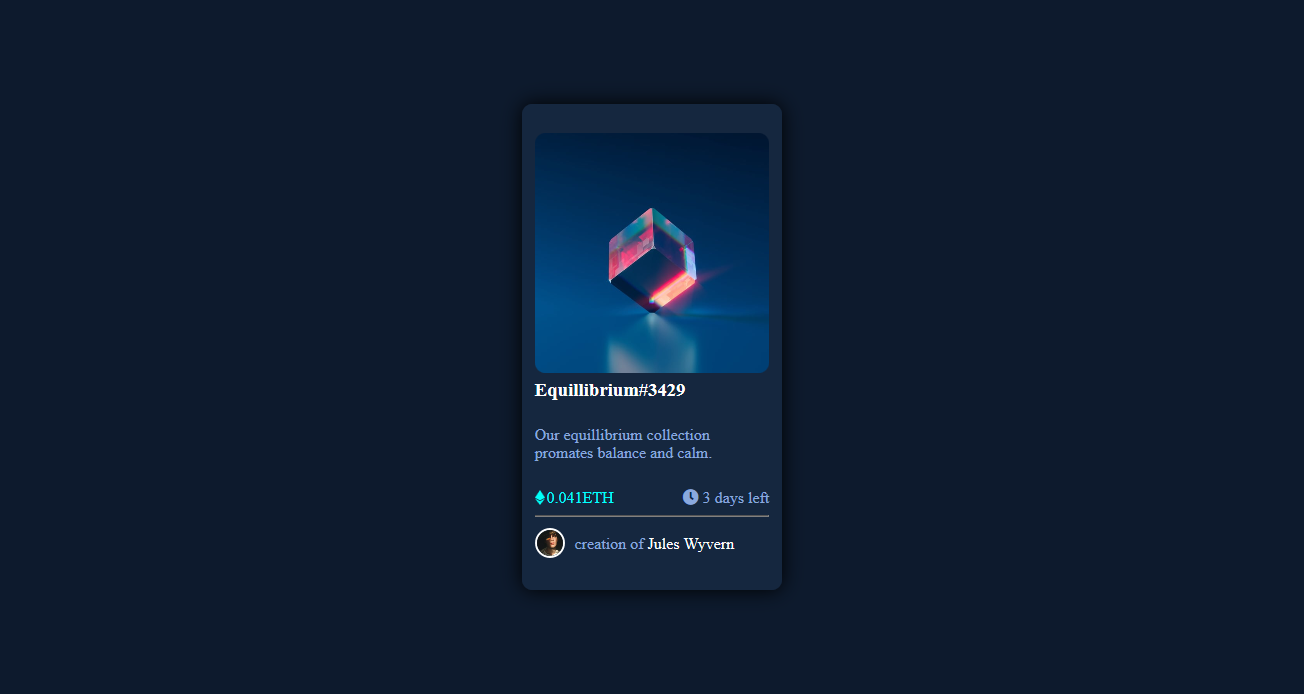 Equillibrium#3429
Our equillibrium collection
promates balance and calm.
0.041ETH 3 days left
creation of Jules Wyvern